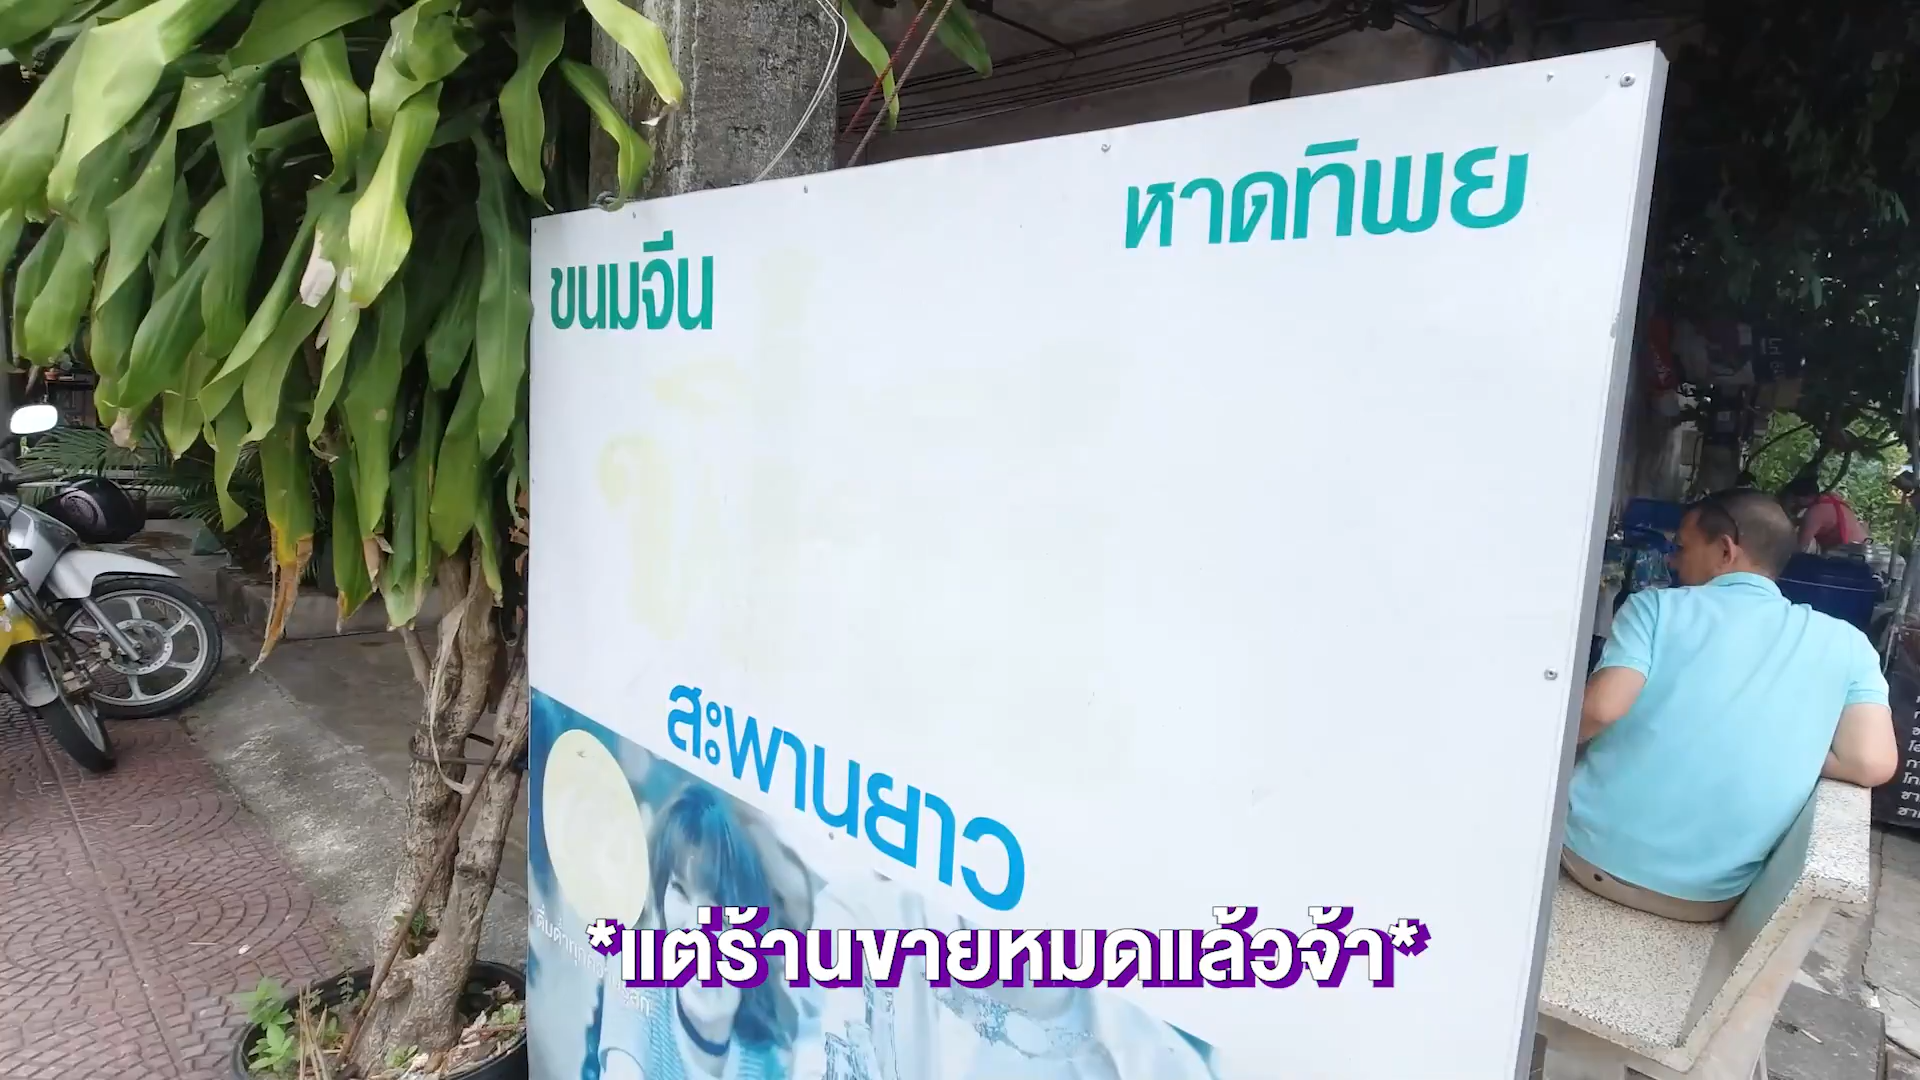 หาดทิพย
ขนมจีน
สะพานยาว
*แต่ร้านขายหมดแล้วจ้า*